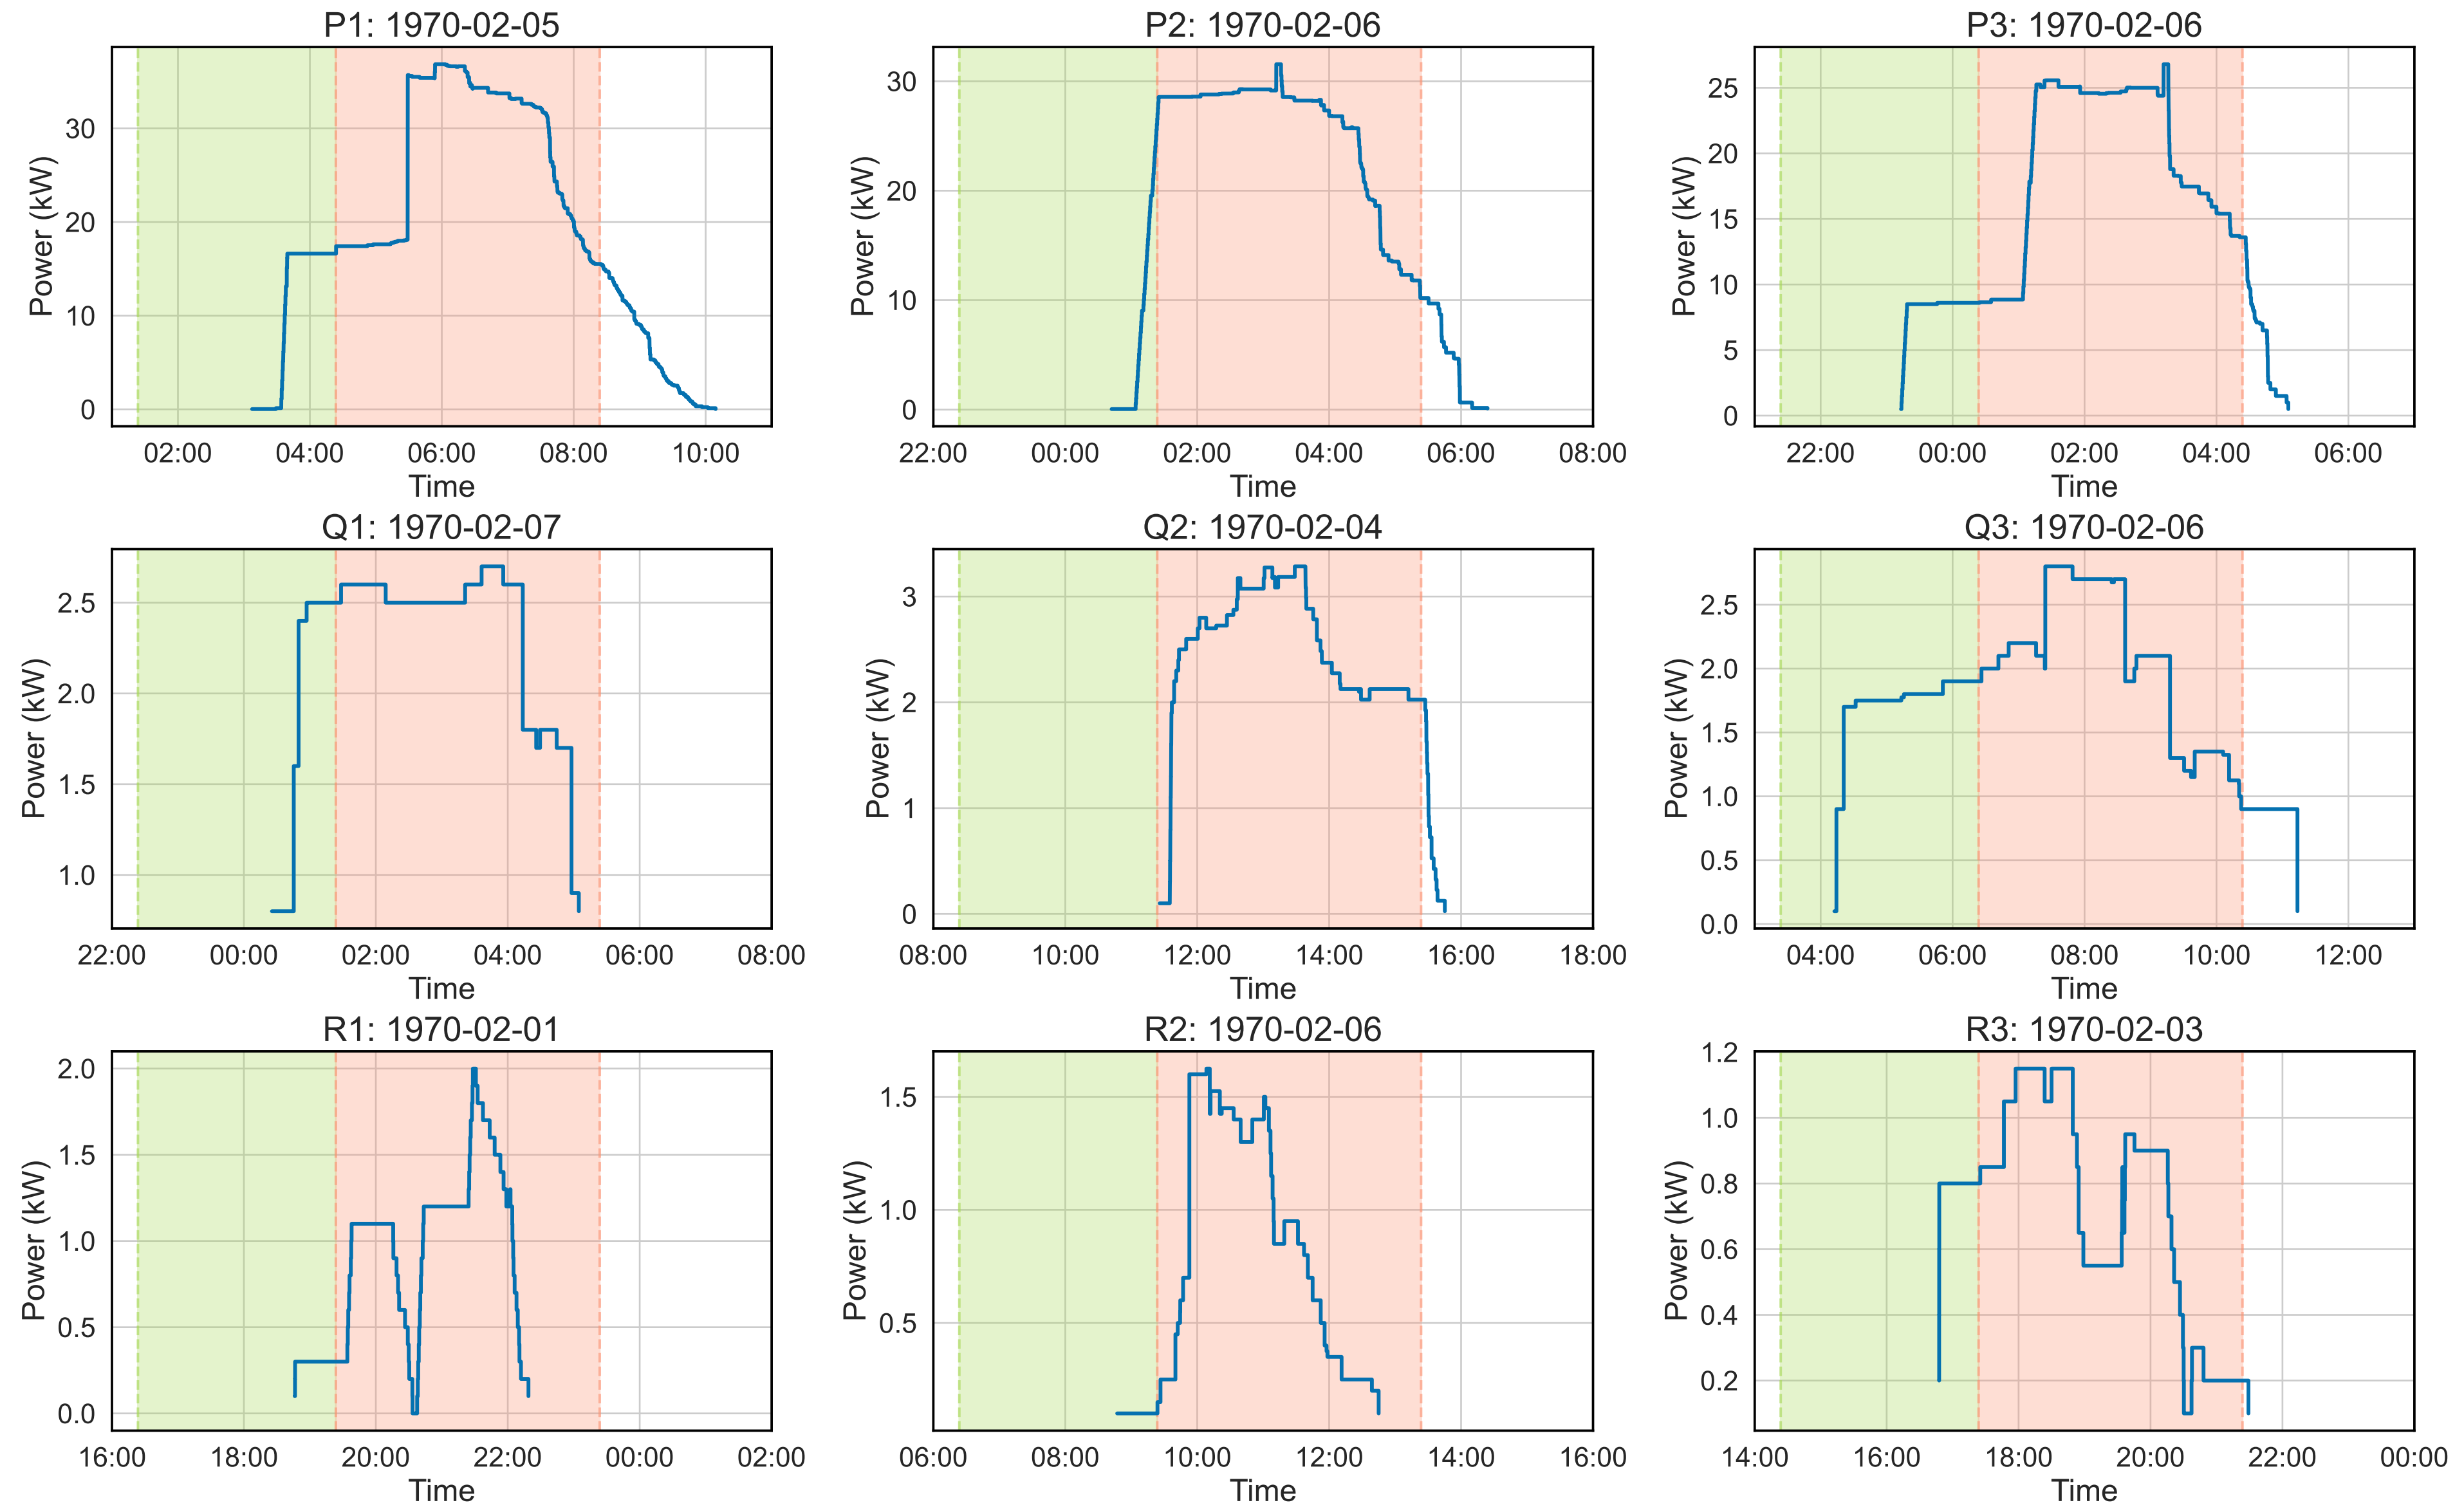 P1: 1970-02-05
Power (kW)
30
20
10
0
02:00 04:00 06:00 08:00 10:00
Time
P2: 1970-02-06
Power (kW)
30
20
10
0
22:00 00:00 02:00 04:00 06:00 08:00
Time
P3: 1970-02-06
Power (kW)
25
20
15
10
5
0
22:00 00:00 02:00 04:00 06:00
Time
Q1: 1970-02-07
Power (kW)
2.5
2.0
1.5
1.0
22:00 00:00 02:00 04:00 06:00 08:00
Time
Q2: 1970-02-04
Power (kW)
3
2
1
0
08:00 10:00 12:00 14:00 16:00 18:00
Time
Q3: 1970-02-06
Power (kW)
2.5
2.0
1.5
1.0
0.5
0.0
04:00 06:00 08:00 10:00 12:00
Time
R1: 1970-02-01
Power (kW)
2.0
1.5
1.0
0.5
0.0
16:00 18:00 20:00 22:00 00:00 02:00
Time
R2: 1970-02-06
Power (kW)
1.5
1.0
0.5
06:00 08:00 10:00 12:00 14:00 16:00
Time
R3: 1970-02-03
Power (kW)
1.2
1.0
0.8
0.6
0.4
0.2
14:00 16:00 18:00 20:00 22:00 00:00
Time